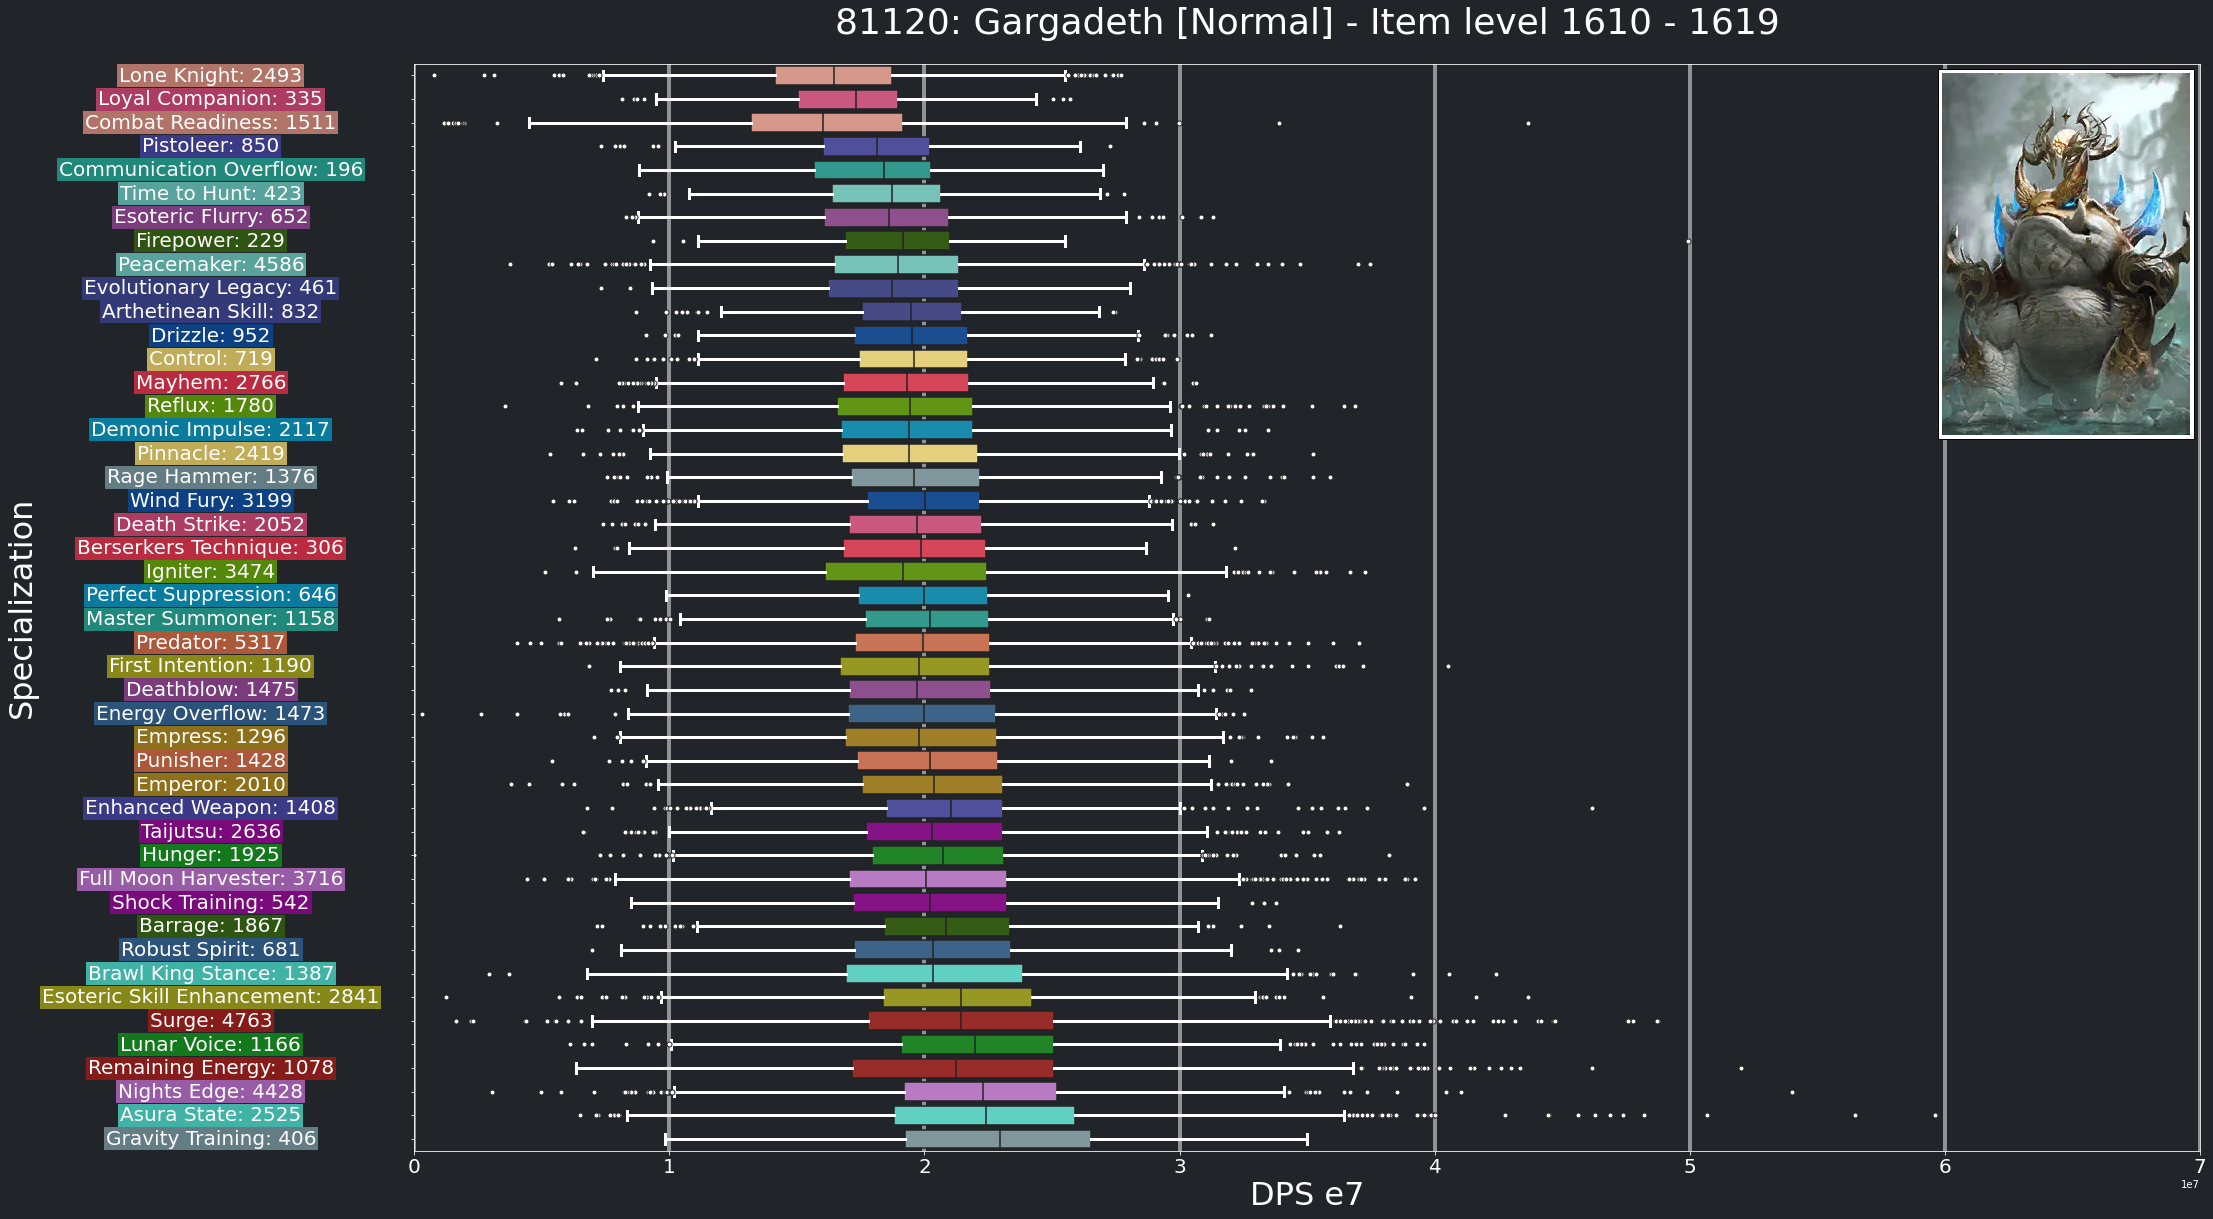 81120: Gargadeth [Normal] - Item level 1610 - 1619
Lone Knight: 2493
Loyal Companion: 335
Combat Readiness: 1511
Pistoleer: 850
Communication Overflow: 196
Time to Hunt: 423
Esoteric Flurry: 652
Firepower: 229
Peacemaker: 4586
Evolutionary Legacy: 461
Arthetinean Skill: 832
Drizzle: 952
Control: 719
Mayhem: 2766
Reflux: 1780
Demonic Impulse: 2117
Pinnacle: 2419
Rage Hammer: 1376
Wind Fury: 3199
Death Strike: 2052
Berserkers Technique: 306
Igniter: 3474
Perfect Suppression: 646
Master Summoner: 1158
Predator: 5317
First Intention: 1190
Deathblow: 1475
Energy Overflow: 1473
Empress: 1296
Punisher: 1428
Emperor: 2010
Enhanced Weapon: 1408
Taijutsu: 2636
Hunger: 1925
Full Moon Harvester: 3716
Shock Training: 542
Barrage: 1867
Robust Spirit: 681
Brawl King Stance: 1387
Esoteric Skill Enhancement: 2841
Surge: 4763
Lunar Voice: 1166
Remaining Energy: 1078
Nights Edge: 4428
Asura State: 2525
Gravity Training: 406
Specialization
0 1 2 3 4 5 6 7
1e7
DPS e7